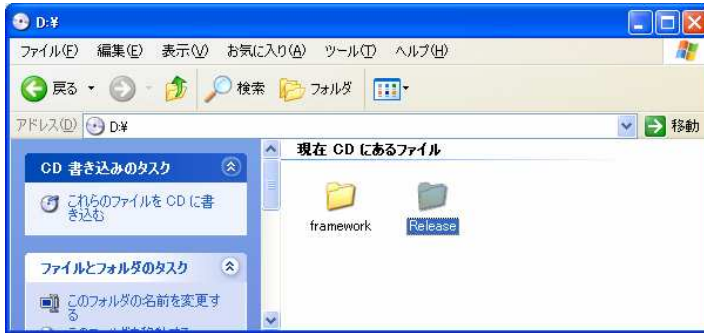 D:¥
ファイル(F) 編集(E) 表示(V) お気に入り(A) ツール(T) ヘルプ(H)
戻る 検索 フォルダ
アドレス(D) D:¥ 移動
CD 書き込みのタスク
これらのファイルを CD に書
き込む
ファイルとフォルダのタスク
このフォルダの名前を変更す
る
現在 CD にあるファイル
framework
Release